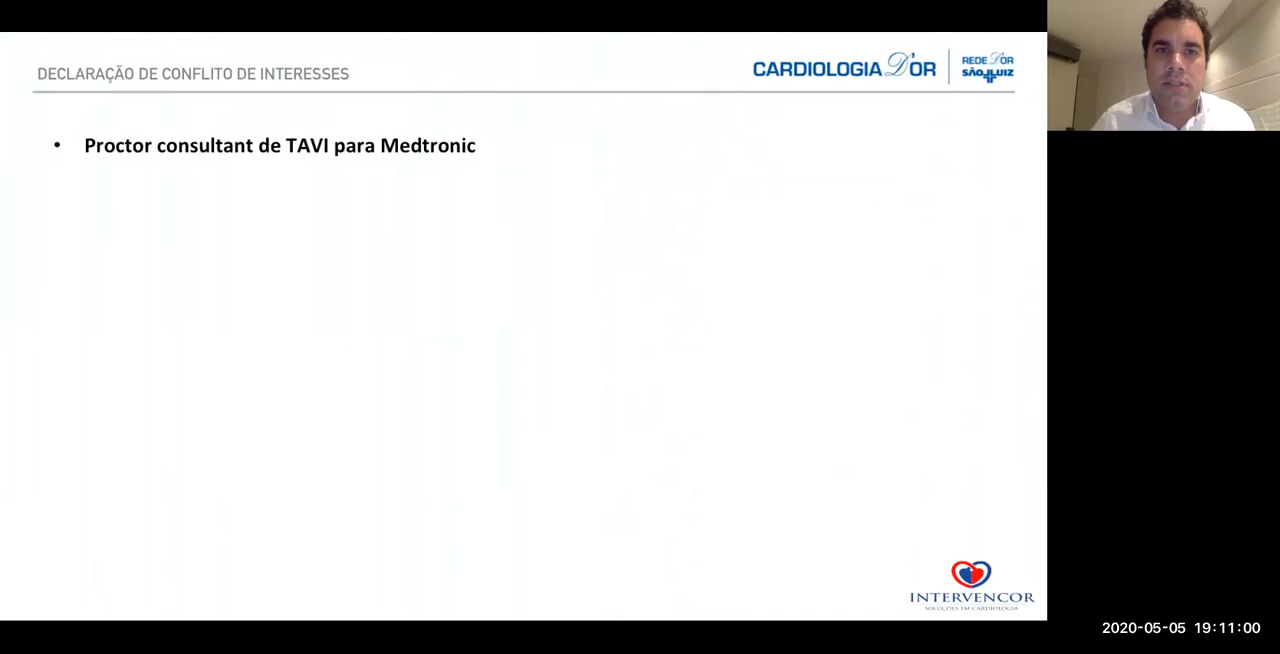 DECLARAÇÃO DE CONFLITO DE INTERESSES
CARDIOLOGIA D'OR
REDE D'OR
SÃO LUIZ
• Proctor consultant de TAVI para Medtronic
INTERVENCOR
SOLUÇÕES EM CARDIOLOGIA
2020-05-05 19:11:00